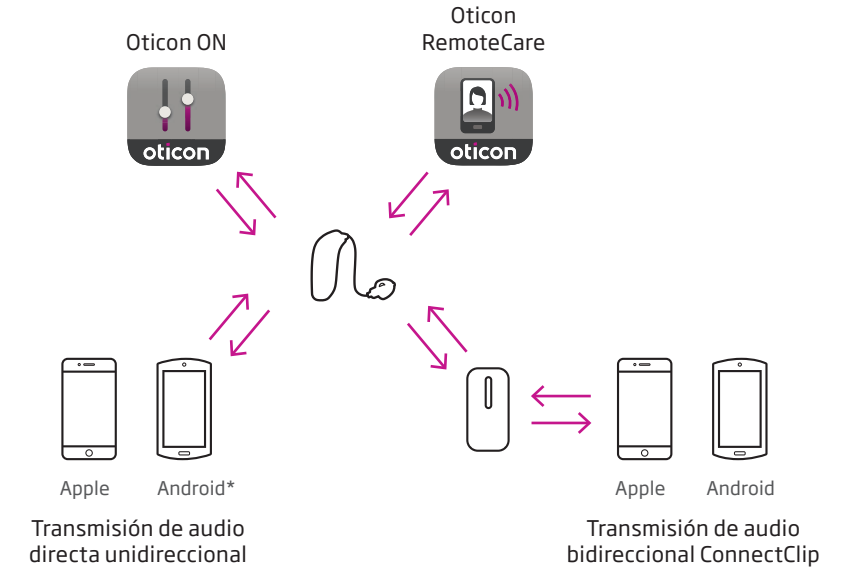 Oticon ON
Oticon
RemoteCare
oticon
oticon
Apple
Android*
Transmisión de audio
directa unidireccional
Apple
Android
Transmisión de audio
bidireccional ConnectClip